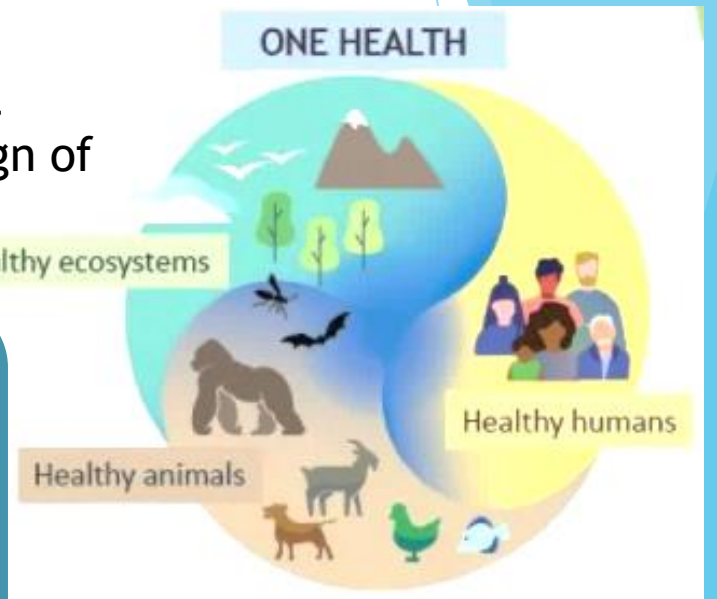 ONE HEALTH
gn of
lthy ecosystems
Healthy humans
Healthy animals